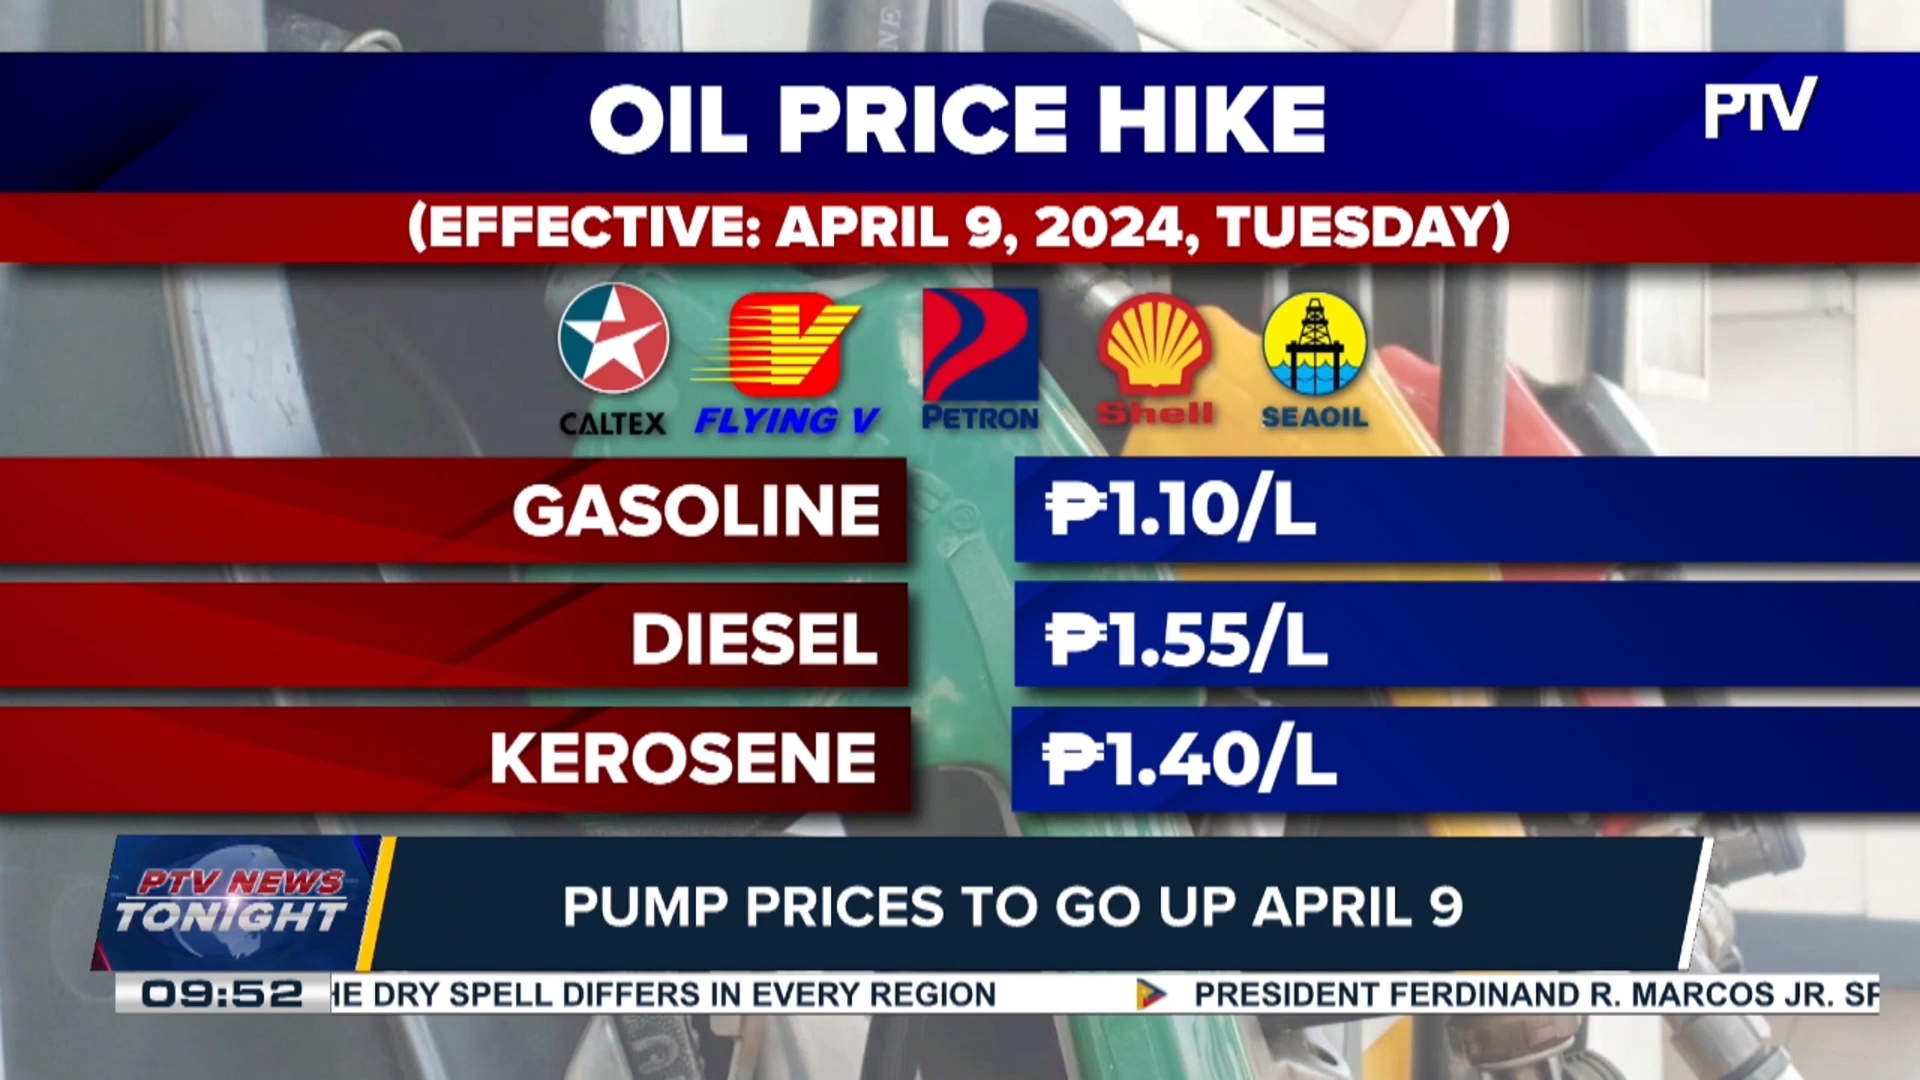 OIL PRICE HIKE
PTV
(EFFECTIVE: APRIL 9, 2024, TUESDAY)
CALTEX
FLYING V
PETRON
Shell
SEAOIL
GASOLINE ₱1.10/L
DIESEL ₱1.55/L
KEROSENE ₱1.40/L
PTV NEWS
TONIGHT
PUMP PRICES TO GO UP APRIL 9
09:52
DRY SPELL DIFFERS IN EVERY REGION
PRESIDENT FERDINAND R. MARCOS JR.